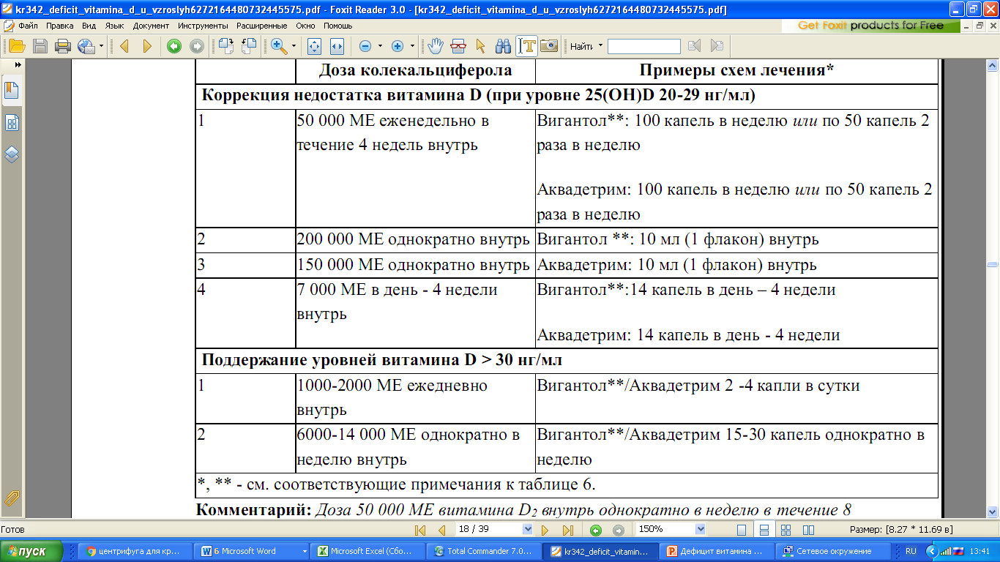 kr342_deficit_vitamina_d_u_vzroslyh6272164480732445575.pdf - Foxit Reader 3.0 - [kr342_deficit_vitamina_d_u_vzroslyh6272164480732445575.pdf]
Файл Правка Вид Язык Документ Инструменты Расширенные Окно Помощь
Get Foxit products for Free
Найти
Доза колекальциферола Примеры схем лечения*
Коррекция недостатка витамина D (при уровне 25(ОН)D 20-29 нг/мл)
1 50 000 МЕ еженедельно в Вигантол**: 100 капель в неделю или по 50 капель 2
течение 4 недель внутрь раза в неделю
Аквадетрим: 100 капель в неделю или по 50 капель 2
раза в неделю
2 200 000 МЕ однократно внутрь Вигантол **: 10 мл (1 флакон) внутрь
3 150 000 МЕ однократно внутрь Аквадетрим: 10 мл (1 флакон) внутрь
4 7 000 МЕ в день - 4 недели Вигантол**:14 капель в день – 4 недели
внутрь
Аквадетрим: 14 капель в день - 4 недели
Поддержание уровней витамина D > 30 нг/мл
1 1000-2000 МЕ ежедневно Вигантол**/Аквадетрим 2 -4 капли в сутки
внутрь
2 6000-14 000 МЕ однократно в Вигантол**/Аквадетрим 15-30 капель однократно в
неделю внутрь неделю
*, ** - см. соответствующие примечания к таблице 6.
Комментарий: Доза 50 000 МЕ витамина D2 внутрь однократно в неделю в течение 8
Готов 18 / 39 150% Размер: [8.27 * 11.69 в]
пуск центрифуга для кр... 6 Microsoft Word Microsoft Excel (Сбо... Total Commander 7.0... kr342_deficit_vitamin... Дефицит витамина ... Сетевое окружение RU 13:41